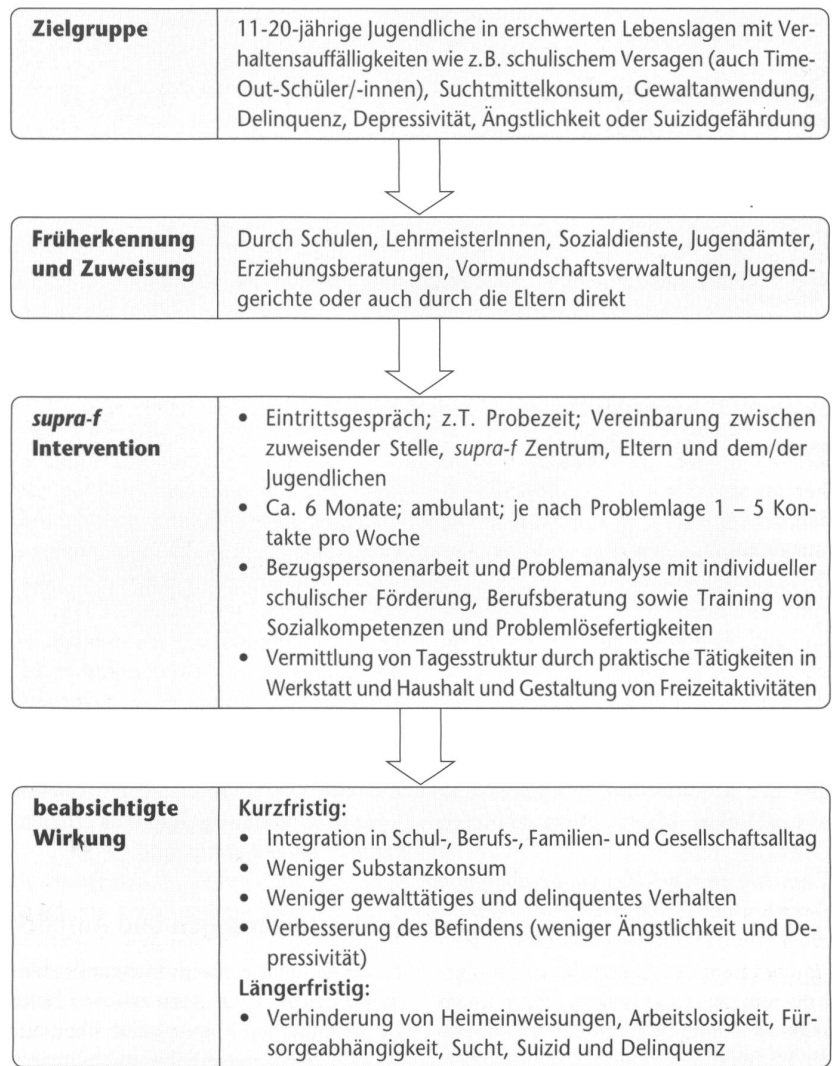 Zielgruppe
11-20-jährige Jugendliche in erschwerten Lebenslagen mit Ver-
haltensauffälligkeiten wie z.B. schulischem Versagen (auch Time-
Out-Schüler/-innen), Suchtmittelkonsum, Gewaltanwendung,
Delinquenz, Depressivität, Ängstlichkeit oder Suizidgefährdung
Früherkennung
und Zuweisung
Durch Schulen, LehrmeisterInnen, Sozialdienste, Jugendämter,
Erziehungsberatungen, Vormundschaftsverwaltungen, Jugend-
gerichte oder auch durch die Eltern direkt
supra-f
Intervention
• Eintrittsgespräch; z.T. Probezeit; Vereinbarung zwischen
zuweisender Stelle, supra-f Zentrum, Eltern und dem/der
Jugendlichen
• Ca. 6 Monate; ambulant; je nach Problemlage 1 – 5 Kon-
takte pro Woche
• Bezugspersonenarbeit und Problemanalyse mit individueller
schulischer Förderung, Berufsberatung sowie Training von
Sozialkompetenzen und Problemlösefertigkeiten
• Vermittlung von Tagesstruktur durch praktische Tätigkeiten in
Werkstatt und Haushalt und Gestaltung von Freizeitaktivitäten
beabsichtigte
Wirkung
Kurzfristig:
• Integration in Schul-, Berufs-, Familien- und Gesellschaftsalltag
• Weniger Substanzkonsum
• Weniger gewalttätiges und delinquentes Verhalten
• Verbesserung des Befindens (weniger Ängstlichkeit und De-
pressivität)
Längerfristig:
• Verhinderung von Heimeinweisungen, Arbeitslosigkeit, Für-
sorgeabhängigkeit, Sucht, Suizid und Delinquenz